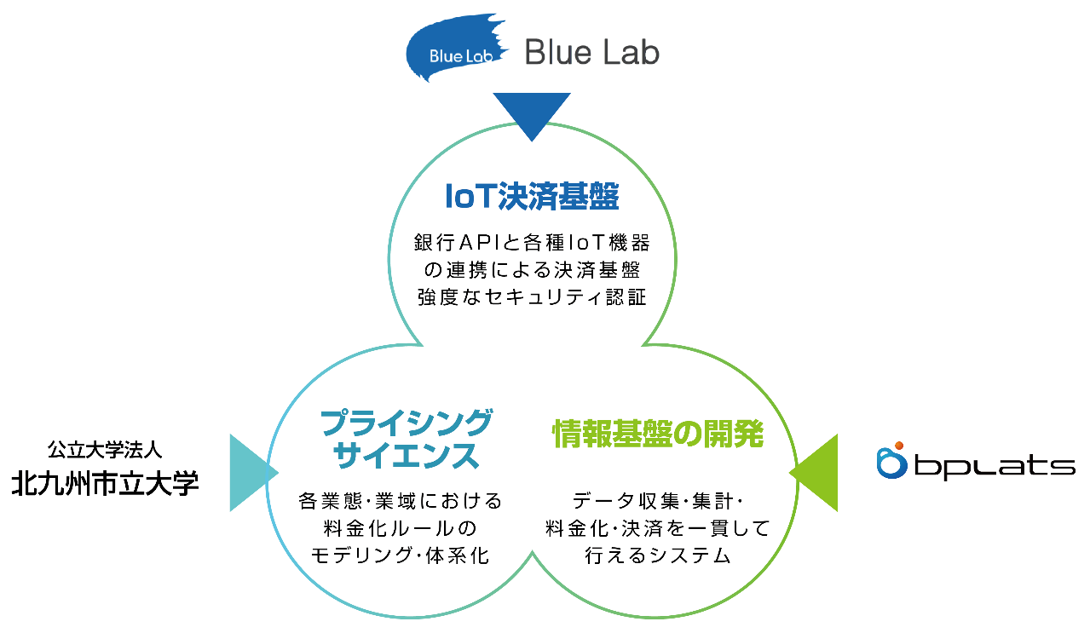 Blue Lab
Blue Lab
IoT決済基盤
銀行APIと各種IoT機器
の連携による決済基盤
強度なセキュリティ認証
公立大学法人
北九州市立大学
プライシング
サイエンス
各業態・業域における
料金化ルールの
モデリング・体系化
情報基盤の開発
データ収集・集計・
料金化・決済を一貫して
行えるシステム
bplats